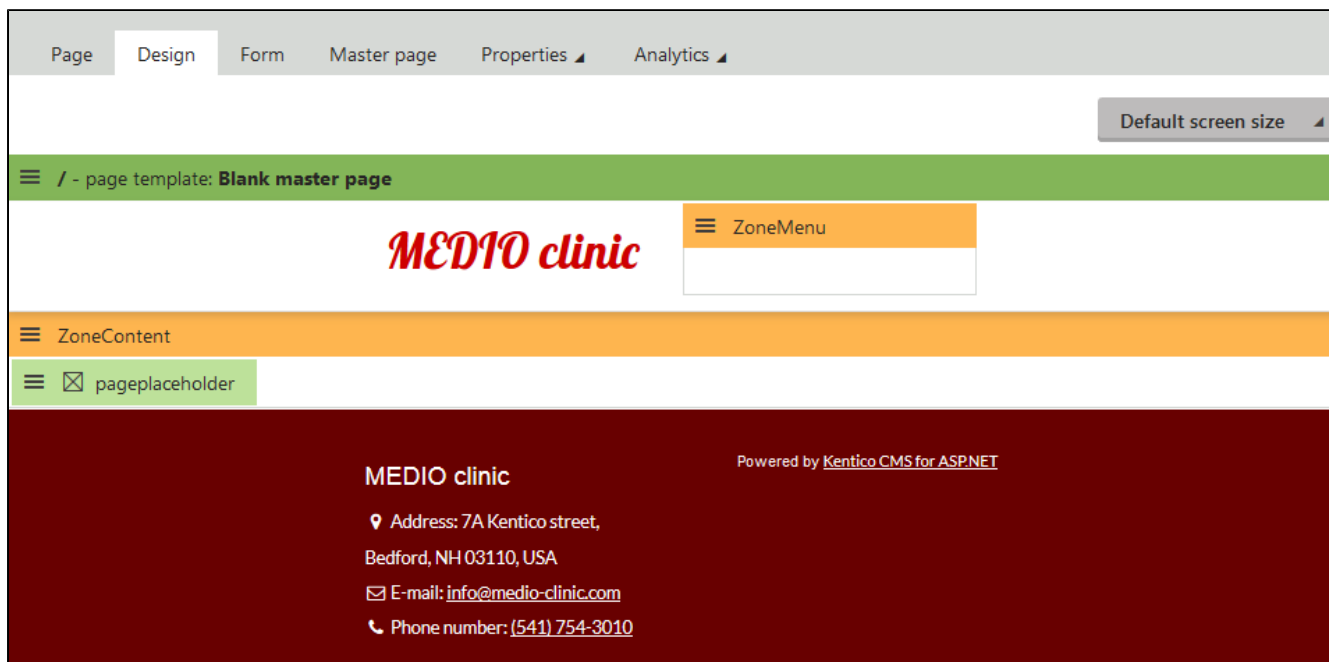 Page Design Form Master page Properties Analytics
Default screen size
/ - page template: Blank master page
MEDIO clinic
ZoneMenu
ZoneContent
pageplaceholder
MEDIO clinic
Powered by Kentico CMS for ASP.NET
Address: 7A Kentico street,
Bedford, NH 03110, USA
E-mail: info@medio-clinic.com
Phone number: (541) 754-3010